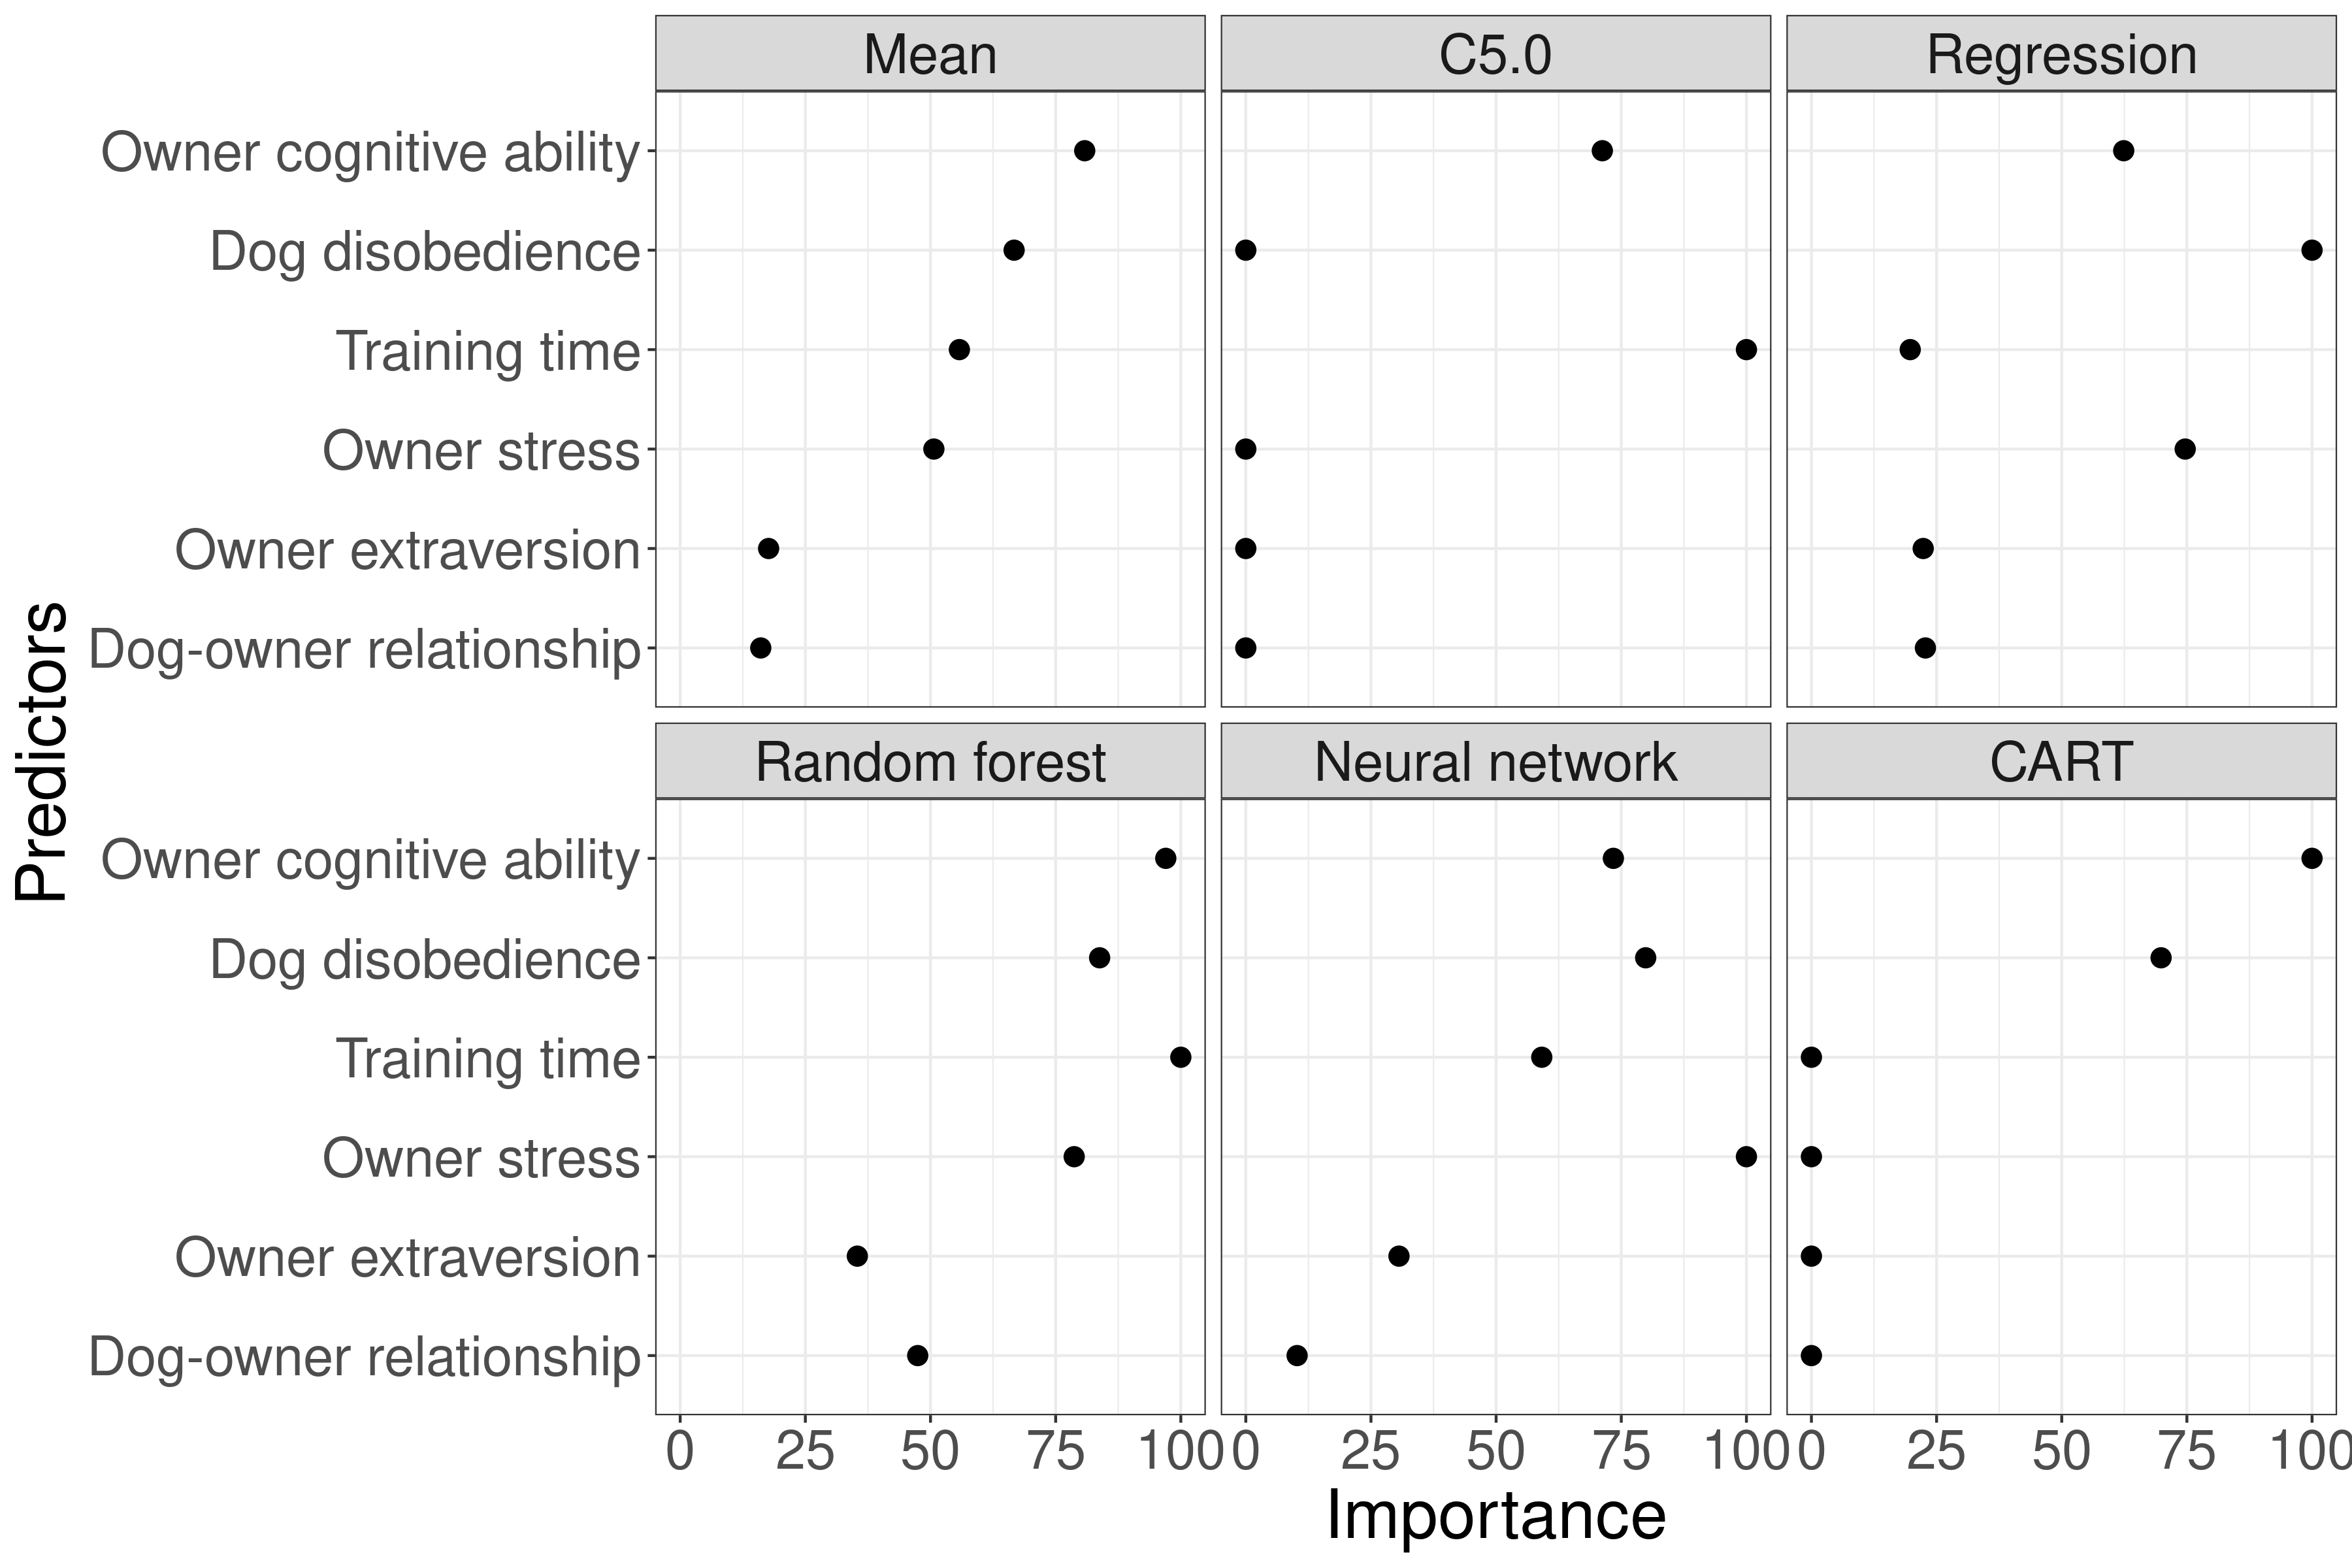 Mean
C5.0
Regression
Owner cognitive ability
Dog disobedience
Training time
Owner stress
Owner extraversion
Dog-owner relationship
Predictors
Random forest
Neural network
CART
Owner cognitive ability
Dog disobedience
Training time
Owner stress
Owner extraversion
Dog-owner relationship
0 25 50 75 100
0 25 50 75 100
0 25 50 75 100
Importance